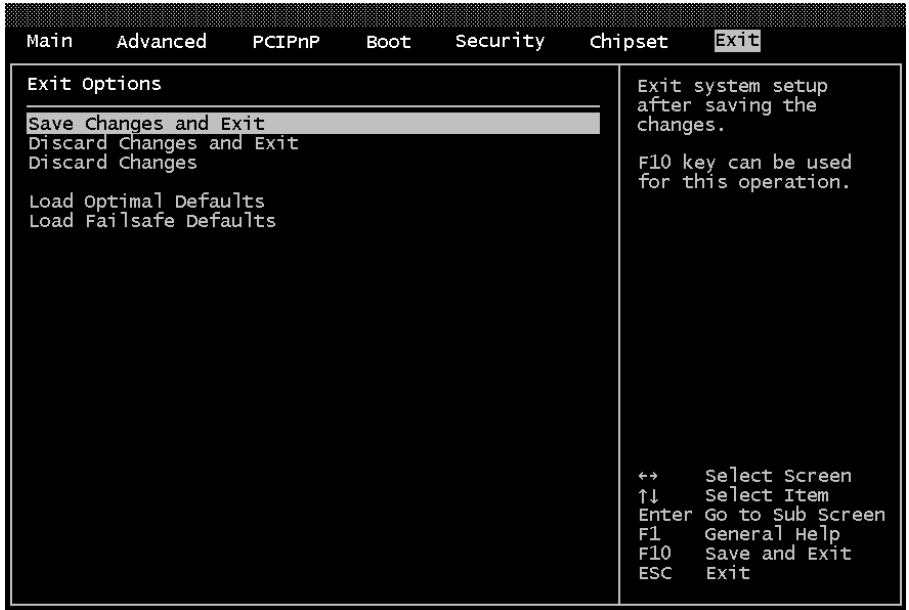 Main Advanced PCIPnP Boot Security Chipset Exit
Exit Options
Save Changes and Exit
Discard Changes and Exit
Discard Changes
Load Optimal Defaults
Load Failsafe Defaults
Exit system setup
after saving the
changes.
F10 key can be used
for this operation.
←→ Select Screen
↑↓ Select Item
Enter Go to Sub Screen
F1 General Help
F10 Save and Exit
ESC Exit